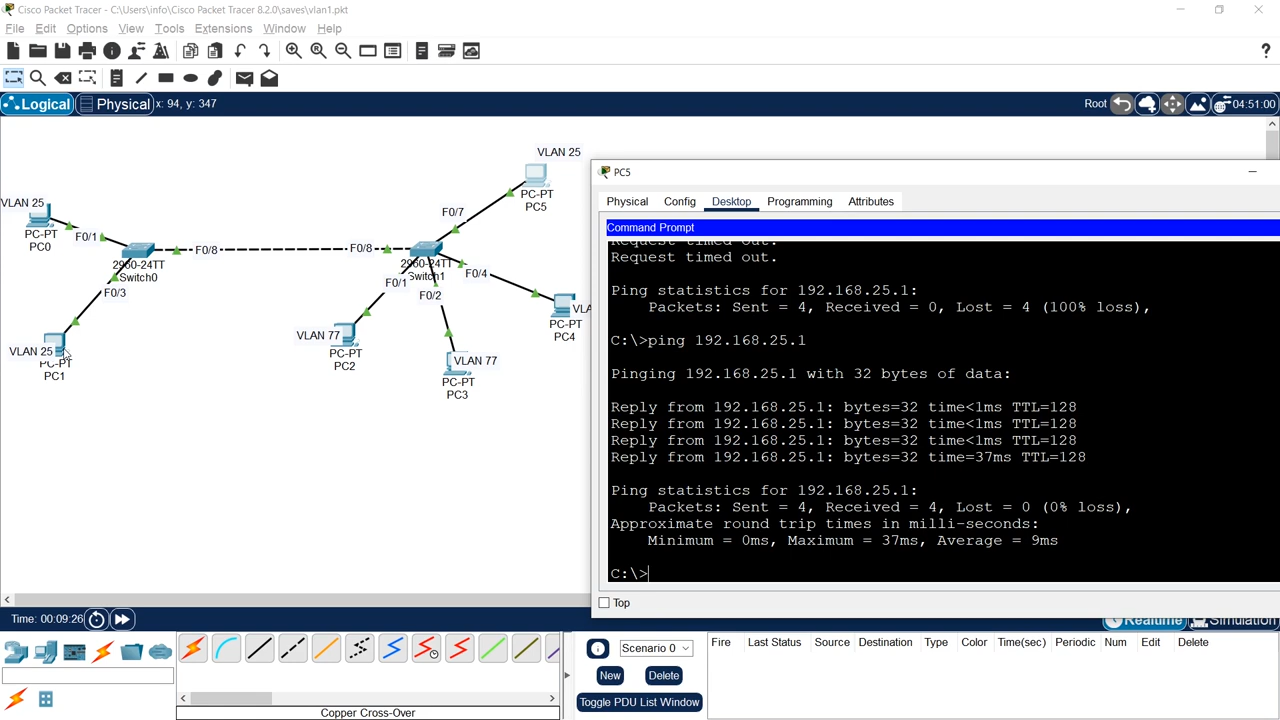 Cisco Packet Tracer - C:\Users\info\Cisco Packet Tracer 8.2.0\saves\vlan1.pkt
File Edit Options View Tools Extensions Window Help
Logical Physical x: 94, y: 347
Root 04:51:00
VLAN 25
PC-PT
PC0
F0/1
2960-24TT
Switch0
F0/8
F0/3
VLAN 25
PC-PT
PC1
F0/8
2960-24TT
Switch1
F0/7
VLAN 25
PC-PT
PC5
F0/4
F0/1
F0/2
VLAN 77
PC-PT
PC2
VLAN 77
PC-PT
PC3
PC-PT
PC4
PC5
Physical Config Desktop Programming Attributes
Command Prompt
Request timed out.
Request timed out.
Ping statistics for 192.168.25.1:
Packets: Sent = 4, Received = 0, Lost = 4 (100% loss),
C:\>ping 192.168.25.1
Pinging 192.168.25.1 with 32 bytes of data:
Reply from 192.168.25.1: bytes=32 time<1ms TTL=128
Reply from 192.168.25.1: bytes=32 time<1ms TTL=128
Reply from 192.168.25.1: bytes=32 time<1ms TTL=128
Reply from 192.168.25.1: bytes=32 time=37ms TTL=128
Ping statistics for 192.168.25.1:
Packets: Sent = 4, Received = 4, Lost = 0 (0% loss),
Approximate round trip times in milli-seconds:
Minimum = 0ms, Maximum = 37ms, Average = 9ms
C:\>
Top
Time: 00:09:26
Realtime Simulation
Scenario 0
New Delete
Toggle PDU List Window
Fire Last Status Source Destination Type Color Time(sec) Periodic Num Edit Delete
Copper Cross-Over